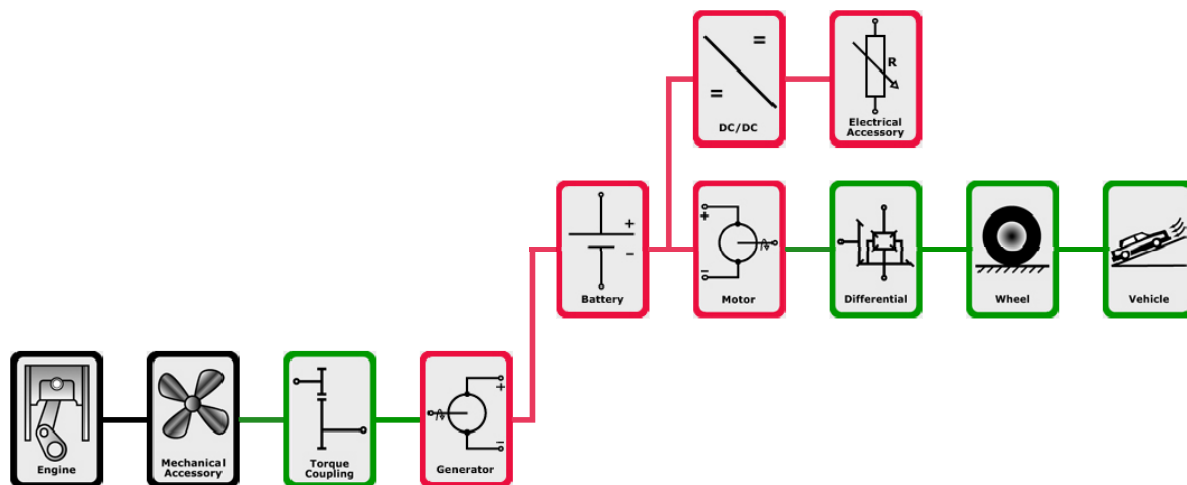 =
=
DC/DC
R
Electrical
Accessory
+
−
Battery
+
−
Motor
Differential
Wheel
Vehicle
Engine
Mechanical
Accessory
Torque
Coupling
+
−
Generator